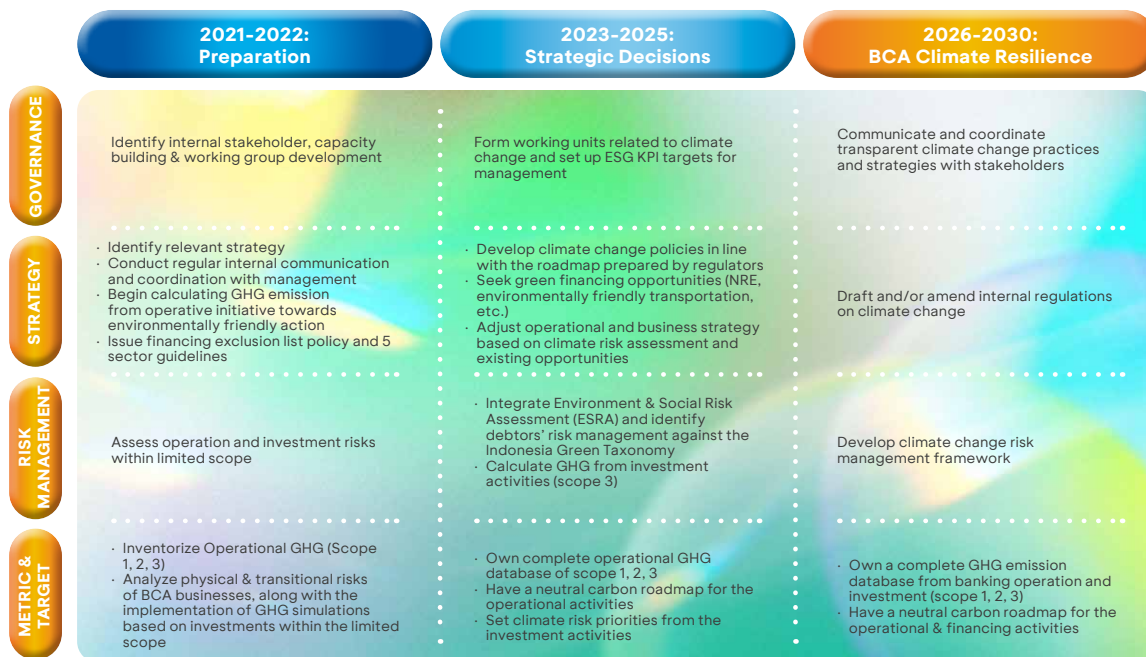 2021-2022:
Preparation
2023-2025:
Strategic Decisions
2026-2030:
BCA Climate Resilience
GOVERNANCE
Identify internal stakeholder, capacity
building & working group development
Form working units related to climate
change and set up ESG KPI targets for
management
Communicate and coordinate
transparent climate change practices
and strategies with stakeholders
STRATEGY
· Identify relevant strategy
· Conduct regular internal communication
and coordination with management
· Begin calculating GHG emission
from operative initiative towards
environmentally friendly action
· Issue financing exclusion list policy and 5
sector guidelines
· Develop climate change policies in line
with the roadmap prepared by regulators
· Seek green financing opportunities (NRE,
environmentally friendly transportation,
etc.)
· Adjust operational and business strategy
based on climate risk assessment and
existing opportunities
Draft and/or amend internal regulations
on climate change
RISK
MANAGEMENT
Assess operation and investment risks
within limited scope
· Integrate Environment & Social Risk
Assessment (ESRA) and identify
debtors’ risk management against the
Indonesia Green Taxonomy
· Calculate GHG from investment
activities (scope 3)
Develop climate change risk
management framework
METRIC &
TARGET
· Inventorize Operational GHG (Scope
1, 2, 3)
· Analyze physical & transitional risks
of BCA businesses, along with the
implementation of GHG simulations
based on investments within the limited
scope
· Own complete operational GHG
database of scope 1, 2, 3
· Have a neutral carbon roadmap for the
operational activities
· Set climate risk priorities from the
investment activities
· Own a complete GHG emission
database from banking operation and
investment (scope 1, 2, 3)
· Have a neutral carbon roadmap for the
operational & financing activities